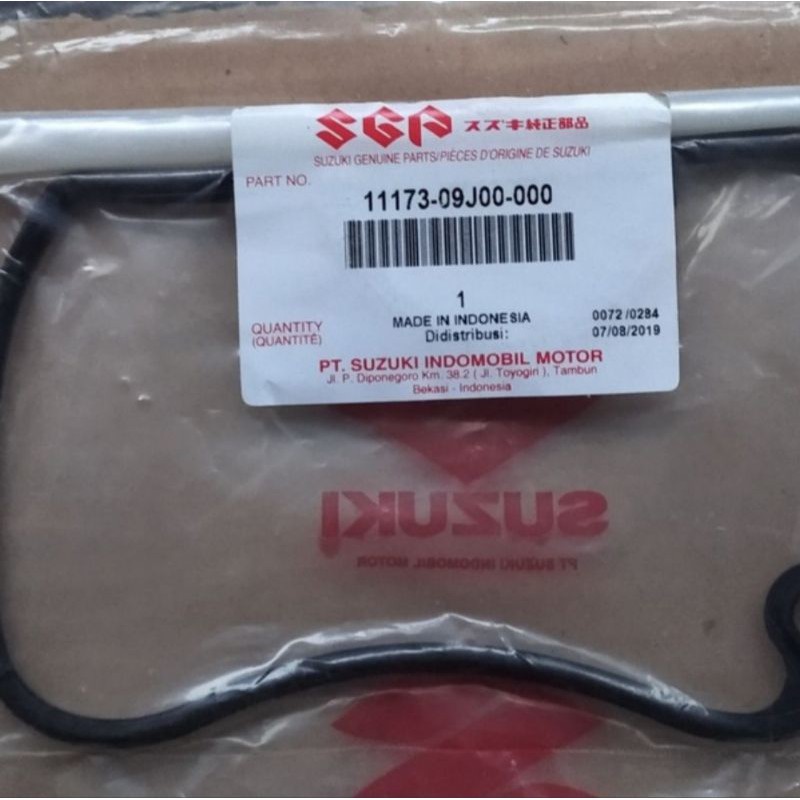 SGP スズキ純正部品
SUZUKI GENUINE PARTS/PIÈCES D'ORIGINE DE SUZUKI
PART NO.
11173-09J00-000
1
MADE IN INDONESIA
Didistribusi:
0072 /0284
07/08/2019
QUANTITY
(QUANTITÉ)
PT. SUZUKI INDOMOBIL MOTOR
Jl. P. Diponegoro Km. 38.2 ( Jl. Toyogiri ), Tambun
Bekasi - Indonesia
SUZUKI
PT SUZUKI INDOMOBIL MOTOR